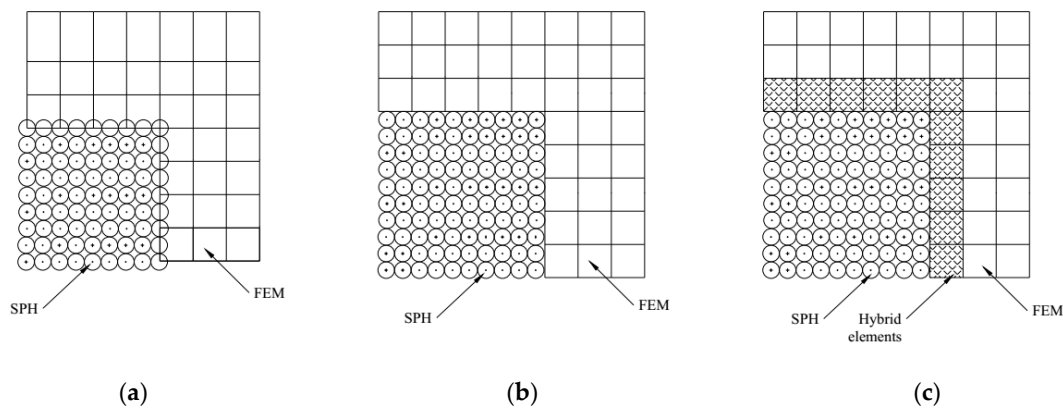 SPH
FEM
(a)
SPH
FEM
(b)
SPH
Hybrid
elements
FEM
(c)